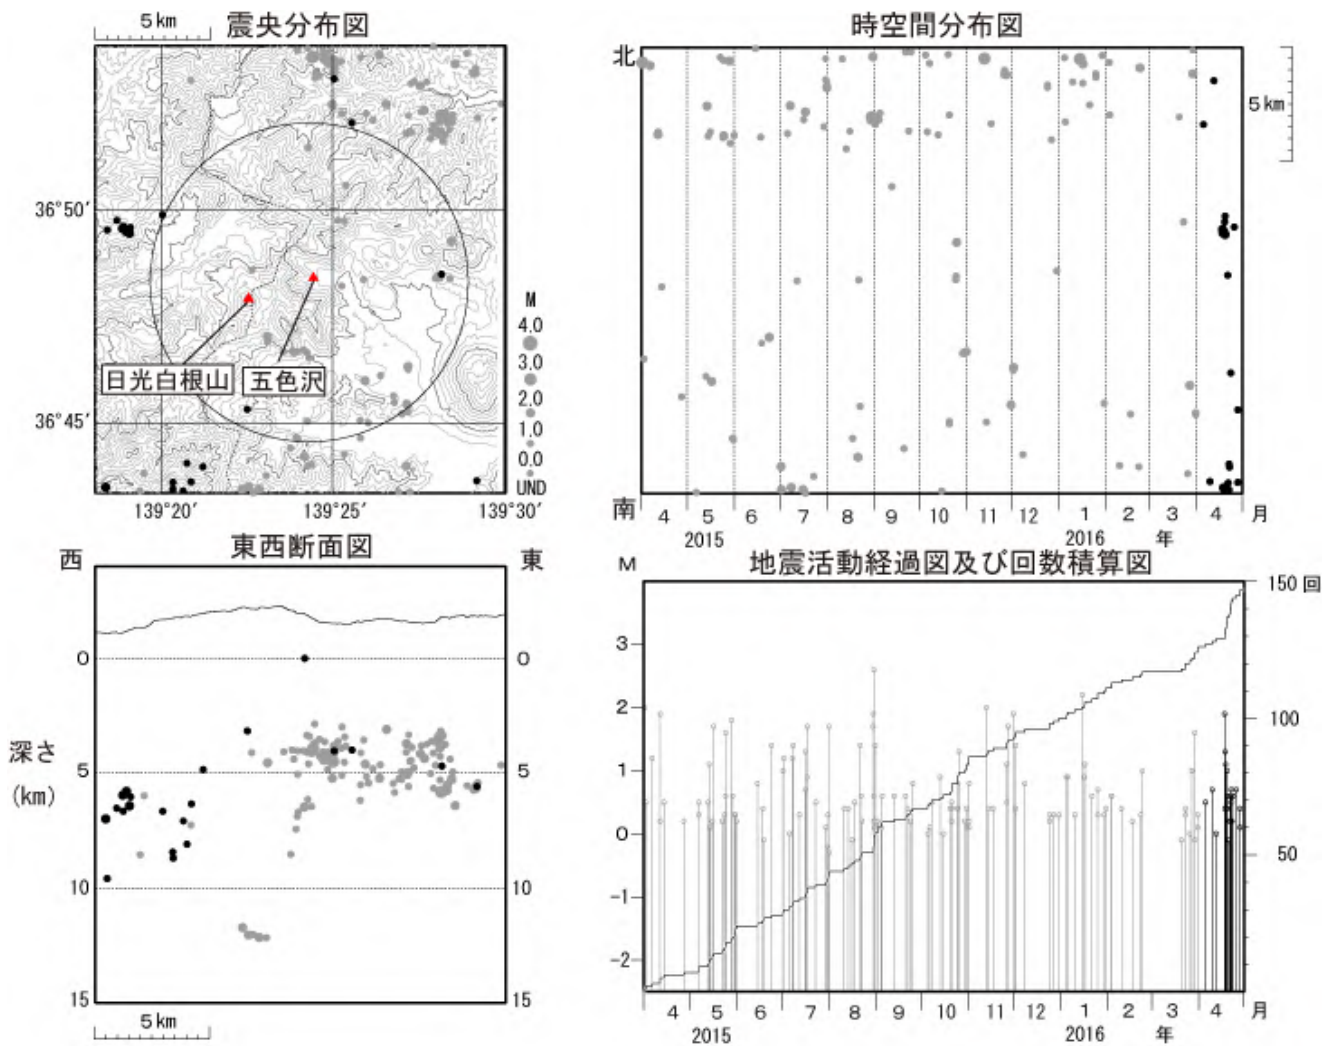 5km
震央分布図
36°50′
36°45′
139°20′
139°25′
139°30′
日光白根山
五色沢
M
4.0
3.0
2.0
1.0
0.0
UND
時空間分布図
北
南
5km
4 5 6 7 8 9 10 11 12 1 2 3 4 月
2015 2016 年
東西断面図
西 東
0 0
深さ
(km)
5 5
10 10
15 15
5km
地震活動経過図及び回数積算図
M
3
2
1
0
-1
-2
150 回
100
50
4 5 6 7 8 9 10 11 12 1 2 3 4 月
2015 2016 年